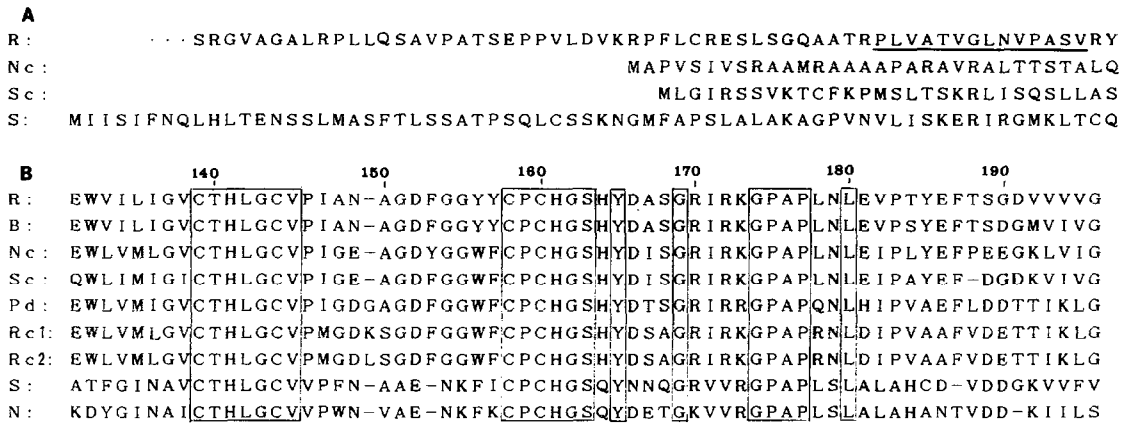 A
R: ···SRGVAGALRPLLQSAVPATSEPPVLDVKRPFLCRESLSGQAATRPLVATVGLNVPASVRY
Nc: MAPVSIVSRAAMRAAAAPARAVRALTTSTALQ
Sc: MLGIRSSVKTCFKPMSLTSKRLISQSLLAS
S: MIISIFNQLHLTENSSLMASFTLSSATPSQLCSSKNGMFAPSLALAKAGPVNVLISKERIRGMKLTCQ
B 140 150 160 170 180 190
R: EWVILIGVCTHLGCVPIAN-AGDFGGYYCPCHGSHYDASGRIRKGPAPLNLEVPTYEFTSGDVVVVG
B: EWVILIGVCTHLGCVPIAN-AGDFGGYYCPCHGSHYDASGRIRKGPAPLNLEVPSYEFTSDGMVIVG
Nc: EWLVMLGVCTHLGCVPIGE-AGDYGGWFCPCHGSHYDISGRIRKGPAPLNLEIPLYEFPEEGKLVIG
Sc: QWLIMIGICTHLGCVPIGE-AGDFGGWFCPCHGSHYDISGRIRKGPAPLNLEIPAYEF-DGDKVIVG
Pd: EWLVMIGVCTHLGCVPIGDGAGDFGGWFCPCHGSHYDTSGRIRRGPAPQNLHIPVAEFLDDTTIKLG
Rc1: EWLVMLGVCTHLGCVPMGDKSGDFGGWFCPCHGSHYDSAGRIRKGPAPRNLDIPVAAFVDETTIKLG
Rc2: EWLVMLGVCTHLGCVPMGDLSGDFGGWFCPCHGSHYDSAGRIRKGPAPRNLDIPVAAFVDETTIKLG
S: ATFGINAVCTHLGCVVPFN-AAE-NKFICPCHGSQYNNQGRVVRGPAPLSLALAHCD-VDDGKVVFV
N: KDYGINAICTHLGCVVPWN-VAE-NKFKCPCHGSQYDETGKVVRGPAPLSLALAHANTVDD-KIILS